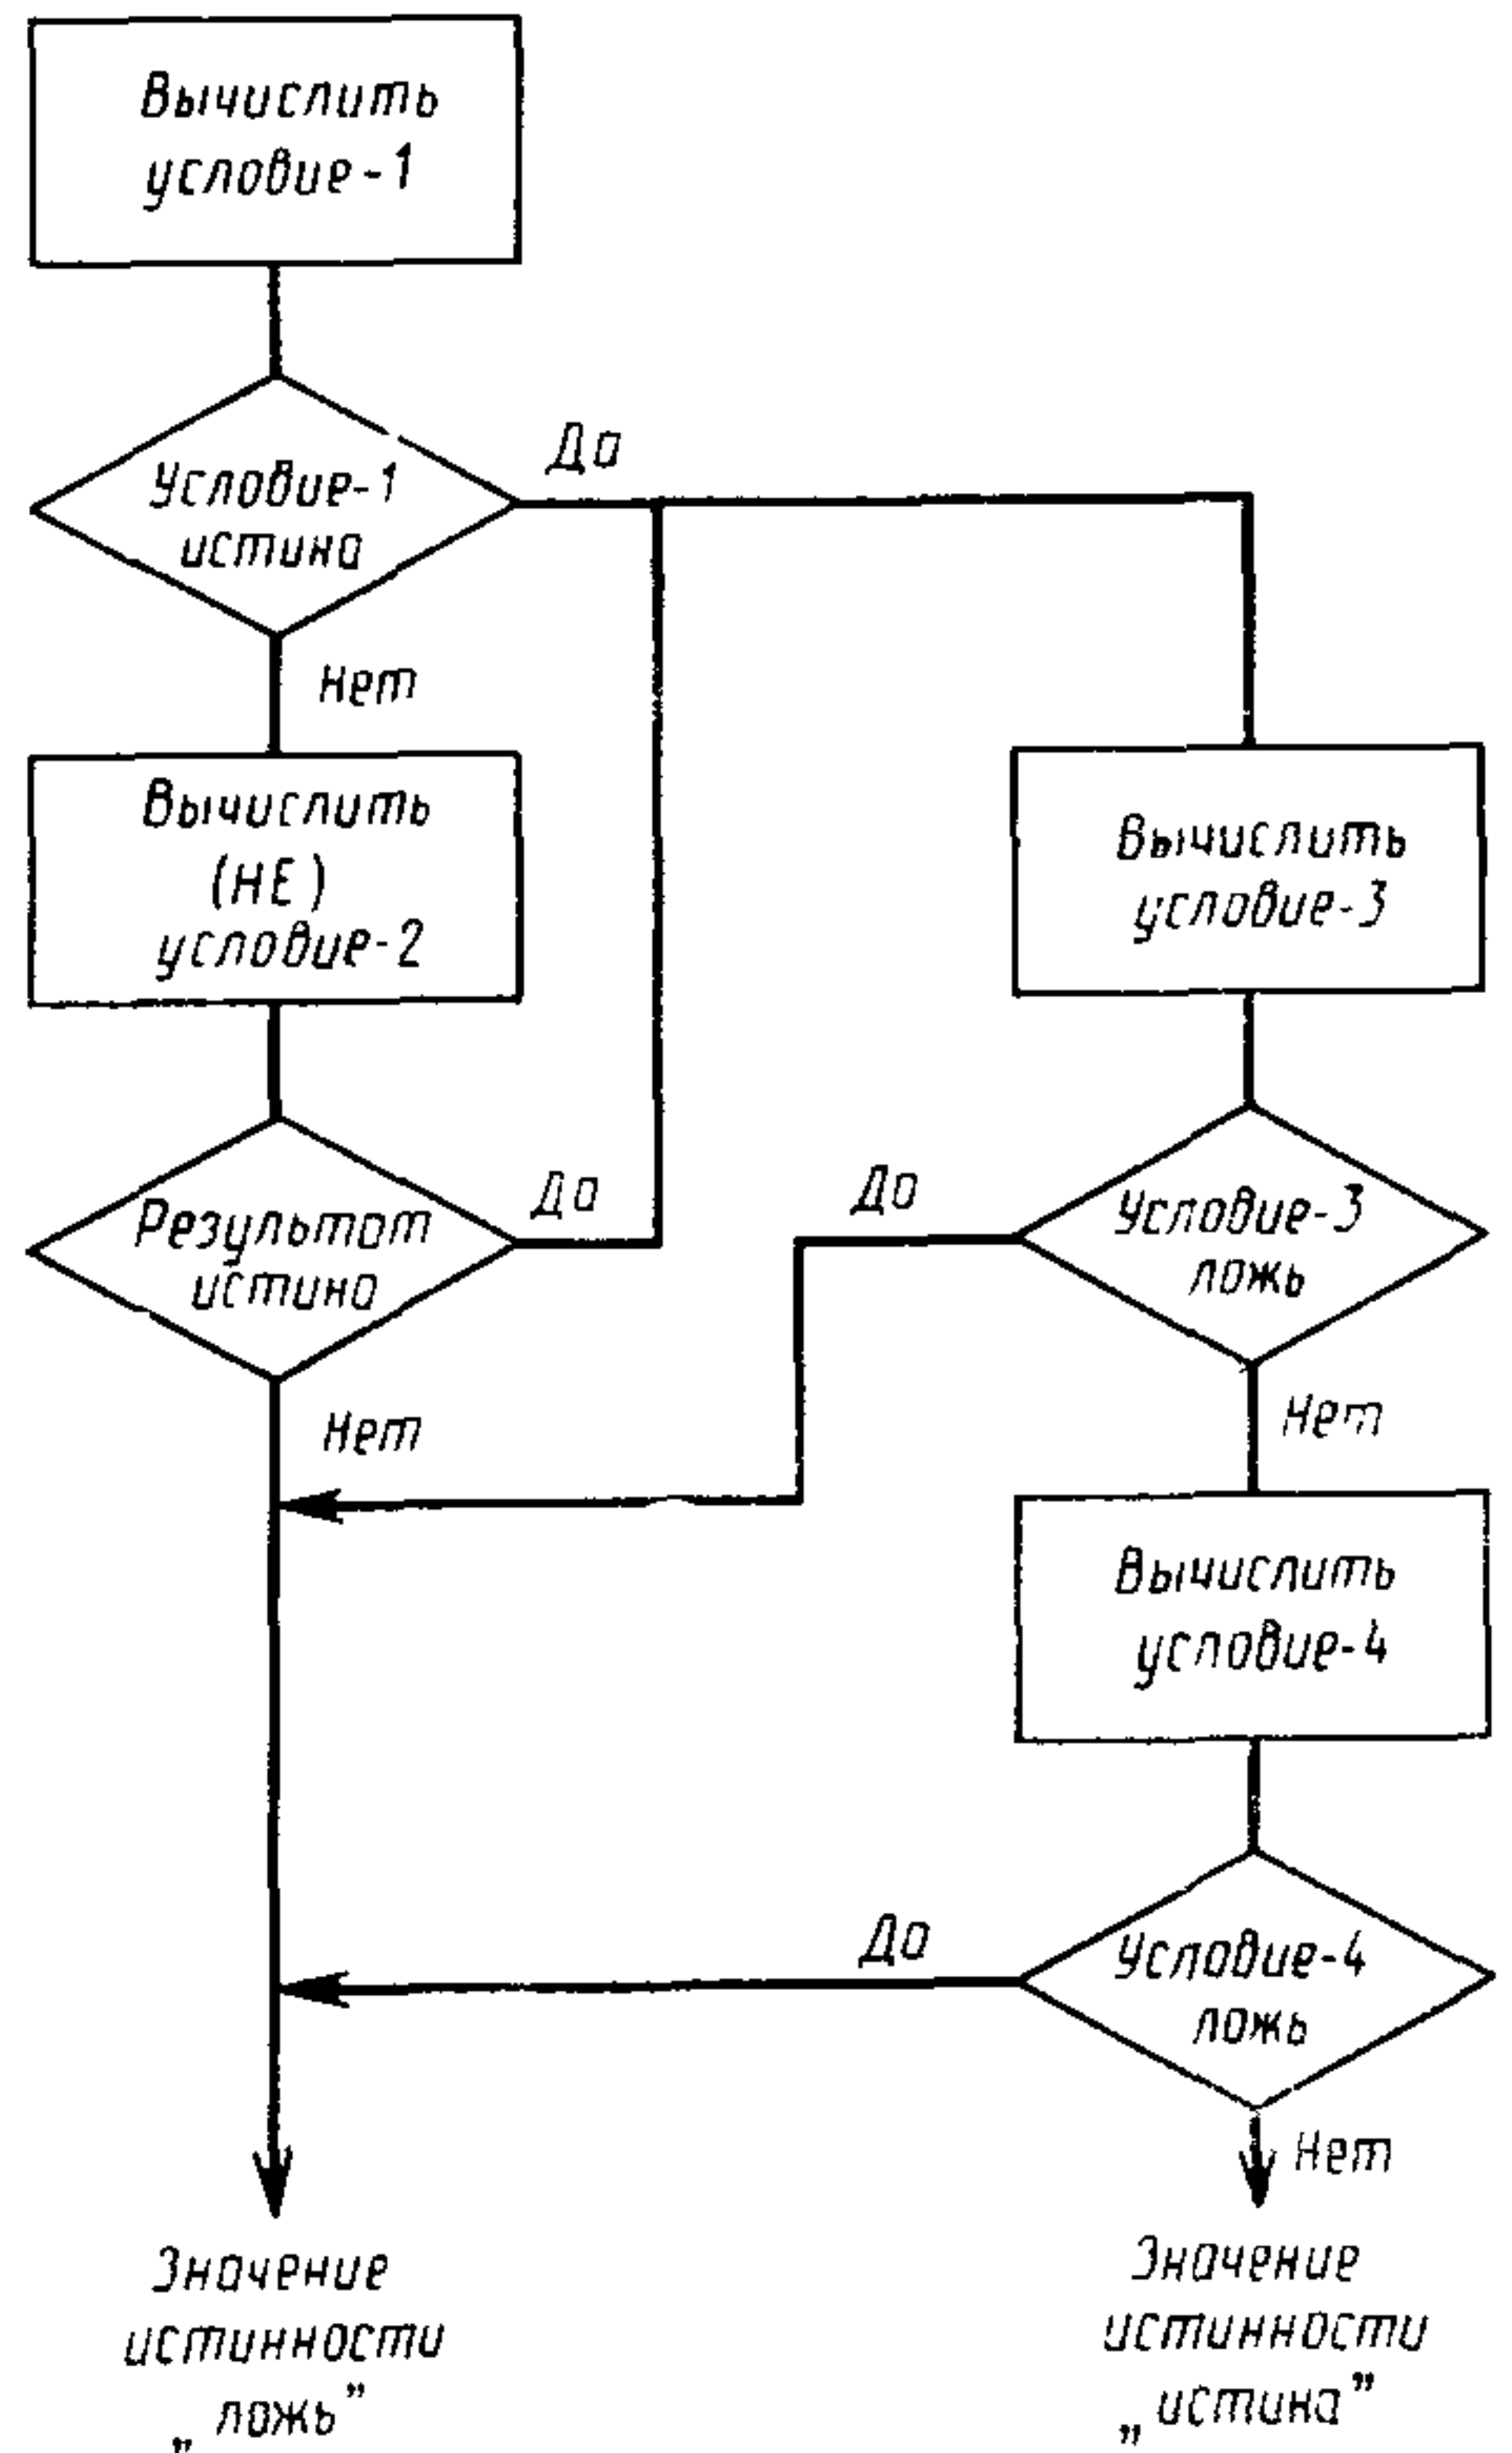 Вычислить
условие-1
Условие-1
истина
Да
Нет
Вычислить
(НЕ)
условие-2
Результат
истина
Да
Нет
Вычислить
условие-3
Условие-3
ложь
Да
Нет
Вычислить
условие-4
Условие-4
ложь
Да
Нет
Значение
истинности
„ложь”
Значение
истинности
„истина”